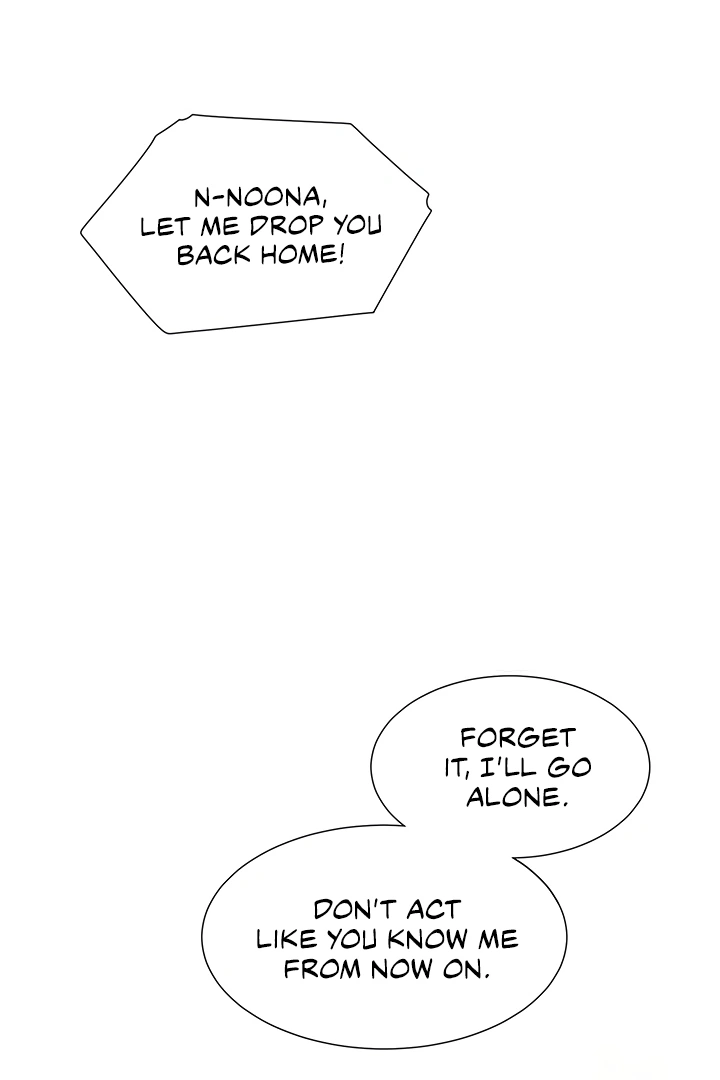 N-NOONA,
LET ME DROP YOU
BACK HOME!
FORGET
IT, I'LL GO
ALONE.
DON'T ACT
LIKE YOU KNOW ME
FROM NOW ON.